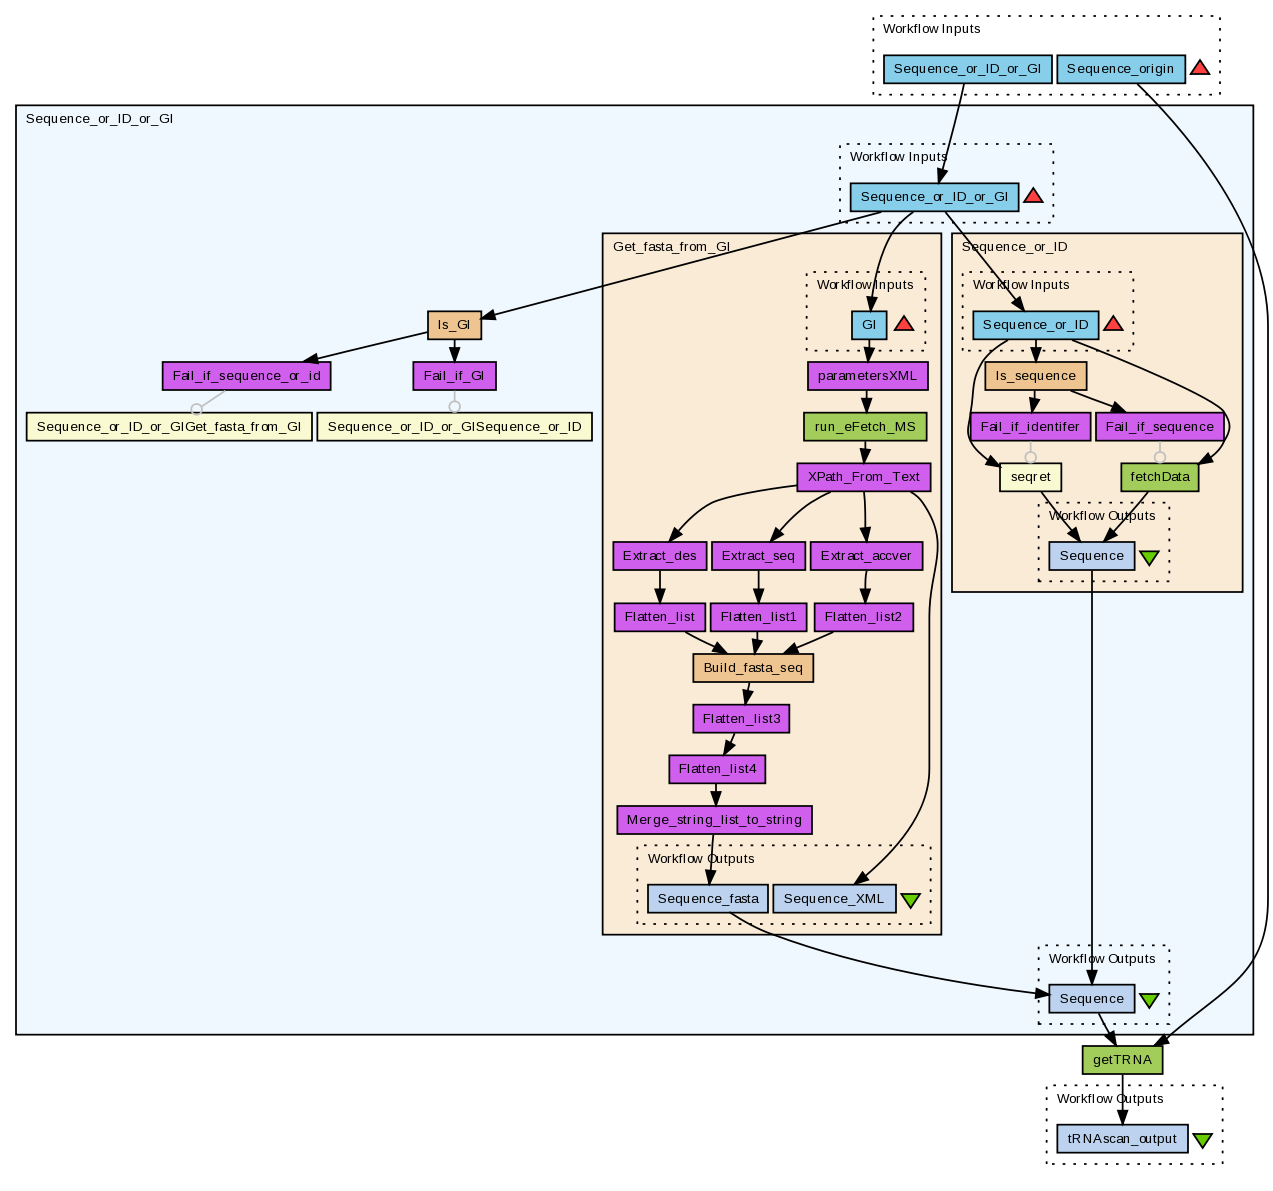 Workflow Inputs
Sequence_or_ID_or_GI
Sequence_origin
Sequence_or_ID_or_GI
Workflow Inputs
Sequence_or_ID_or_GI
Get_fasta_from_GI
Sequence_or_ID
Workflow Inputs
Workflow Inputs
Is_GI
GI
Sequence_or_ID
Fail_if_sequence_or_id
Fail_if_GI
parametersXML
Is_sequence
Sequence_or_ID_or_GIGet_fasta_from_GI
Sequence_or_ID_or_GISequence_or_ID
run_eFetch_MS
Fail_if_identifer
Fail_if_sequence
XPath_From_Text
seqret
fetchData
Workflow Outputs
Extract_des
Extract_seq
Extract_accver
Sequence
Flatten_list
Flatten_list1
Flatten_list2
Build_fasta_seq
Flatten_list3
Flatten_list4
Merge_string_list_to_string
Workflow Outputs
Sequence_fasta
Sequence_XML
Workflow Outputs
Sequence
getTRNA
Workflow Outputs
tRNAscan_output